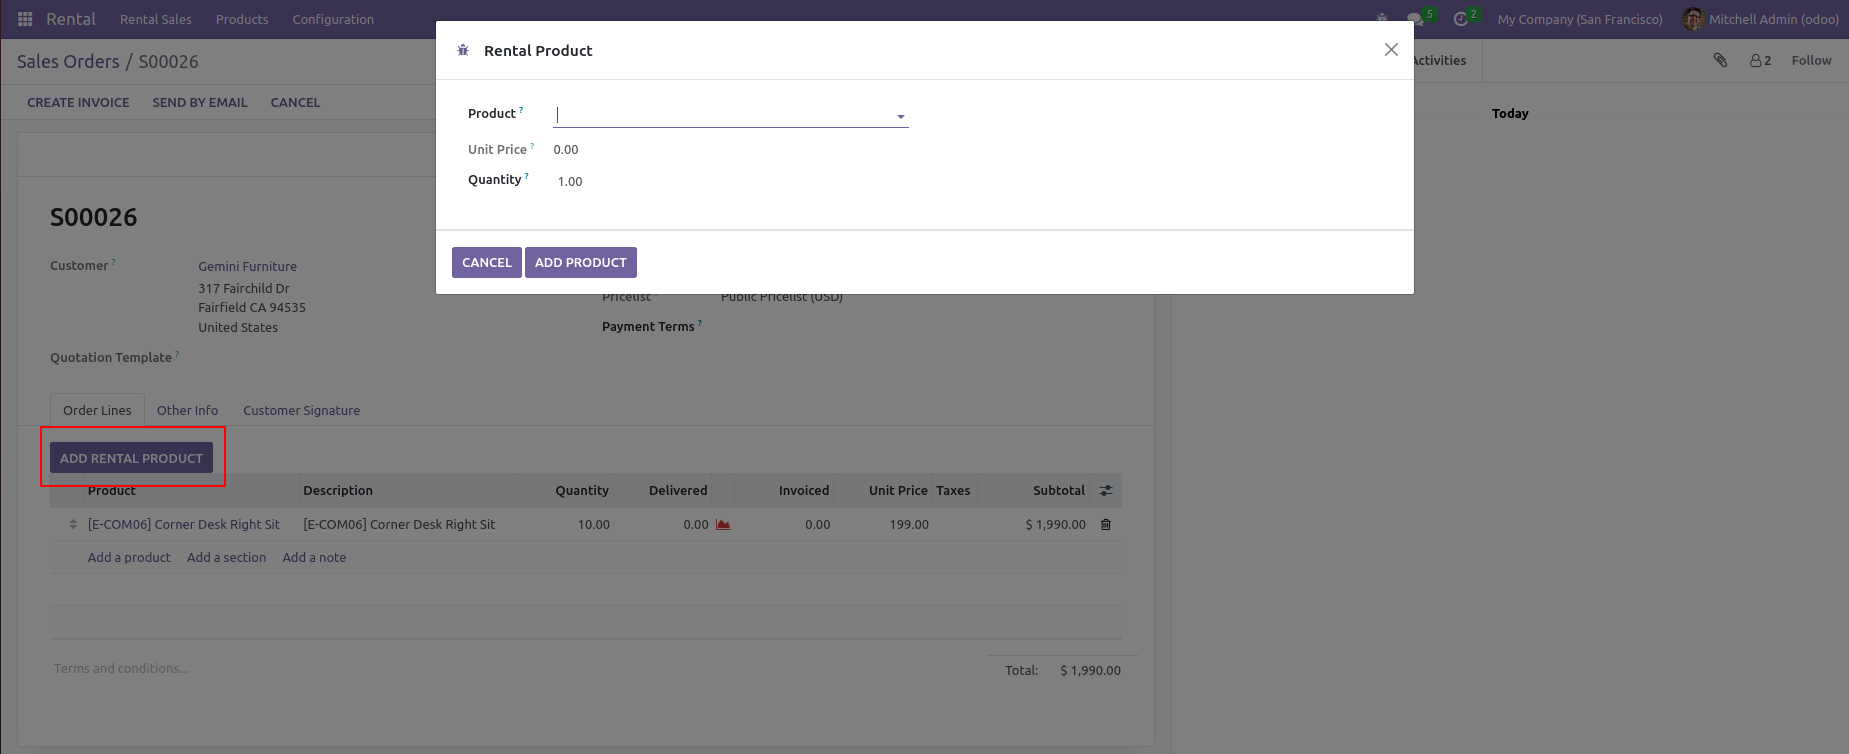 Rental Rental Sales Products Configuration 5 2 My Company (San Francisco) Mitchell Admin (odoo)
Rental Product
Sales Orders / S00026
Activities 2 Follow
CREATE INVOICE SEND BY EMAIL CANCEL
Product ?
Today
Unit Price ? 0.00
Quantity ? 1.00
S00026
CANCEL ADD PRODUCT
Customer ? Gemini Furniture
317 Fairchild Dr
Fairfield CA 94535
United States
Pricelist Public Pricelist (USD)
Payment Terms ?
Quotation Template ?
Order Lines Other Info Customer Signature
ADD RENTAL PRODUCT
Product Description Quantity Delivered Invoiced Unit Price Taxes Subtotal
[E-COM06] Corner Desk Right Sit [E-COM06] Corner Desk Right Sit 10.00 0.00 0.00 199.00 $ 1,990.00
Add a product Add a section Add a note
Terms and conditions...
Total: $ 1,990.00